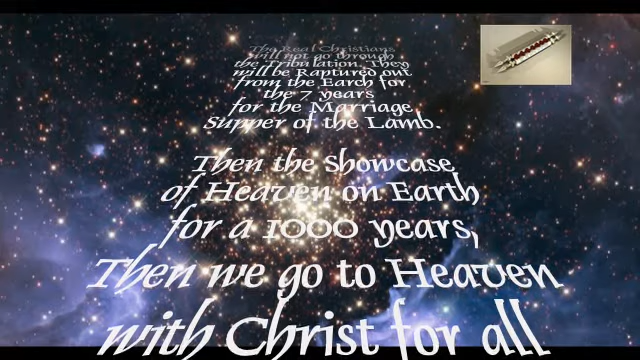 The Real Christians
will not go through
the Tribulation. They
will be Raptured out
from the Earth for
the 7 years
for the Marriage
Supper of the Lamb.
Then the Showcase
of Heaven on Earth
for a 1000 years,
Then we go to Heaven
with Christ for all